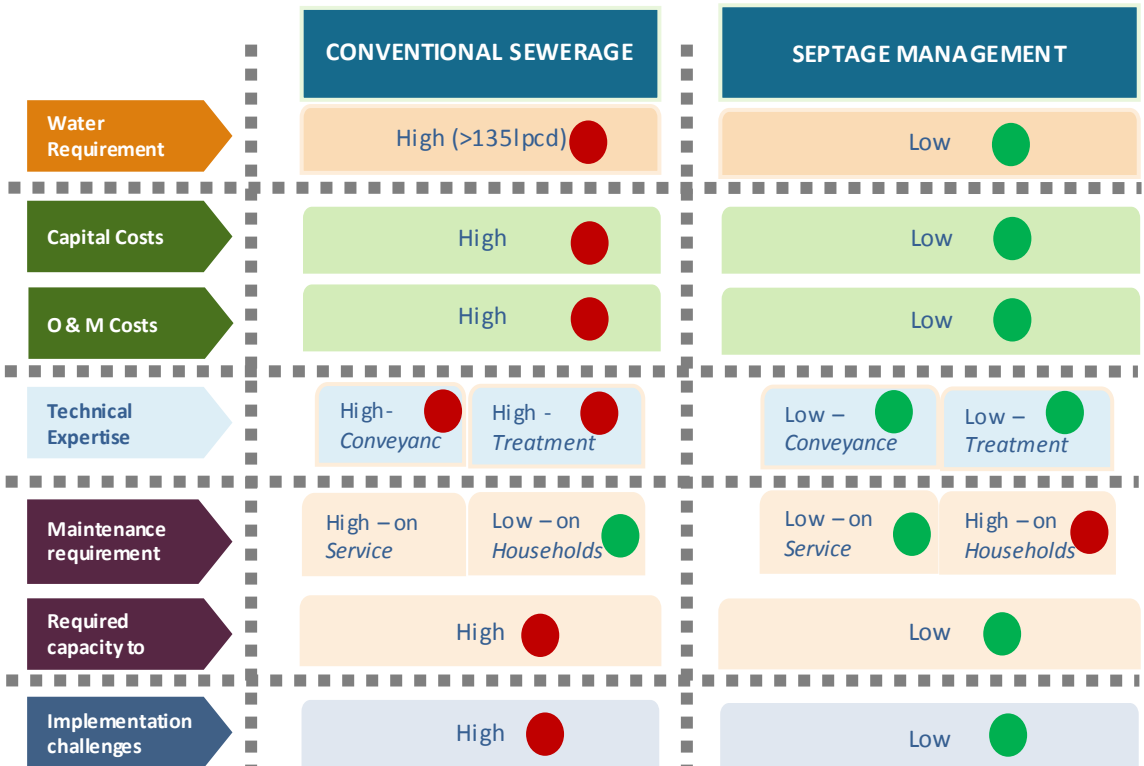 CONVENTIONAL SEWERAGE
SEPTAGE MANAGEMENT
Water
Requirement
High (>135lpcd)
Low
Capital Costs
High
Low
O & M Costs
High
Low
Technical
Expertise
High-
Conveyanc
High -
Treatment
Low –
Conveyance
Low –
Treatment
Maintenance
requirement
High – on
Service
Low – on
Households
Low – on
Service
High – on
Households
Required
capacity to
High
Low
Implementation
challenges
High
Low